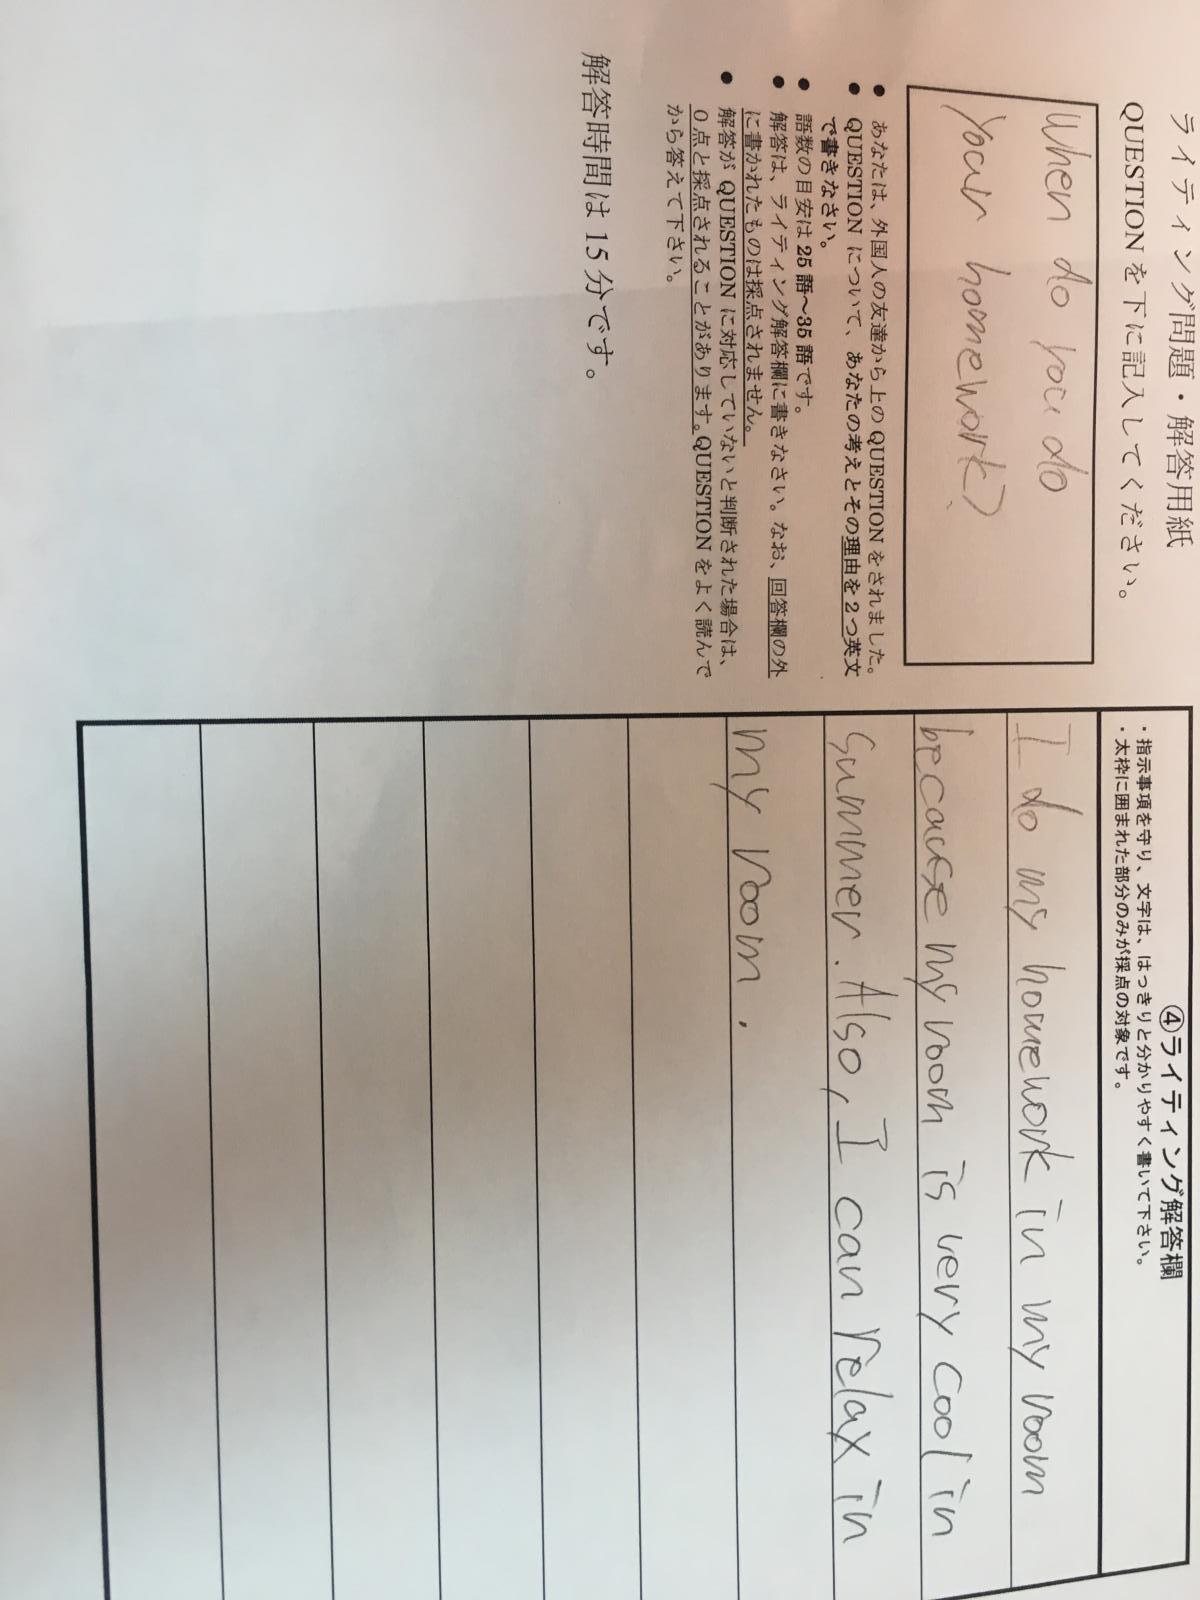 ライティング問題・解答用紙
QUESTIONを下に記入してください。
When do you do
your homework?
● あなたは、外国人の友達から上のQUESTIONをされました。
● QUESTIONについて、あなたの考えとその理由を2つ英文
で書きなさい。
● 語数の目安は25語～35語です。
● 解答は、ライティング解答欄に書きなさい。なお、回答欄の外
に書かれたものは採点されません。
● 解答がQUESTIONに対応していないと判断された場合は、
0点と採点されることがあります。QUESTIONをよく読んで
から答えて下さい。
解答時間は15分です。
④ライティング解答欄
・指示事項を守り、文字は、はっきりと分かりやすく書いて下さい。
・太枠に囲まれた部分のみが採点の対象です。
I do my homework in my room
because my room is very cool in
summer. Also, I can relax in
my room.